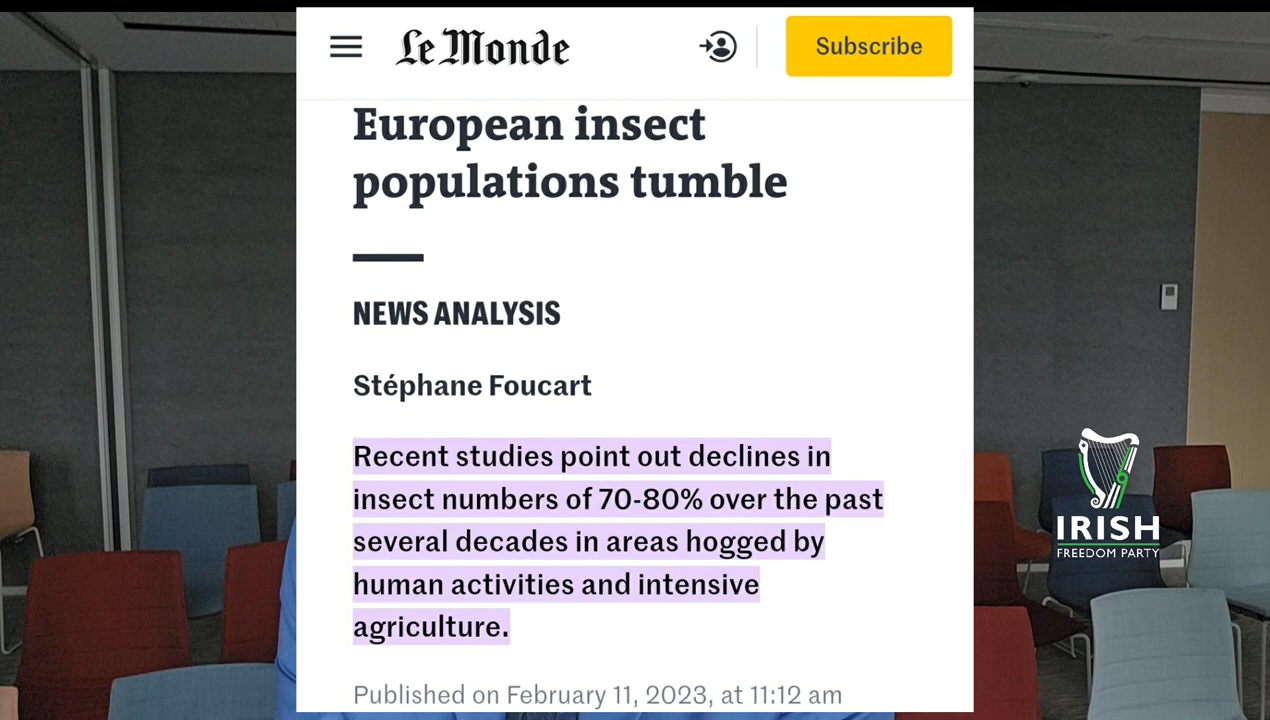 Le Monde
Subscribe
European insect
populations tumble
NEWS ANALYSIS
Stéphane Foucart
Recent studies point out declines in
insect numbers of 70-80% over the past
several decades in areas hogged by
human activities and intensive
agriculture.
Published on February 11, 2023, at 11:12 am
IRISH
FREEDOM PARTY